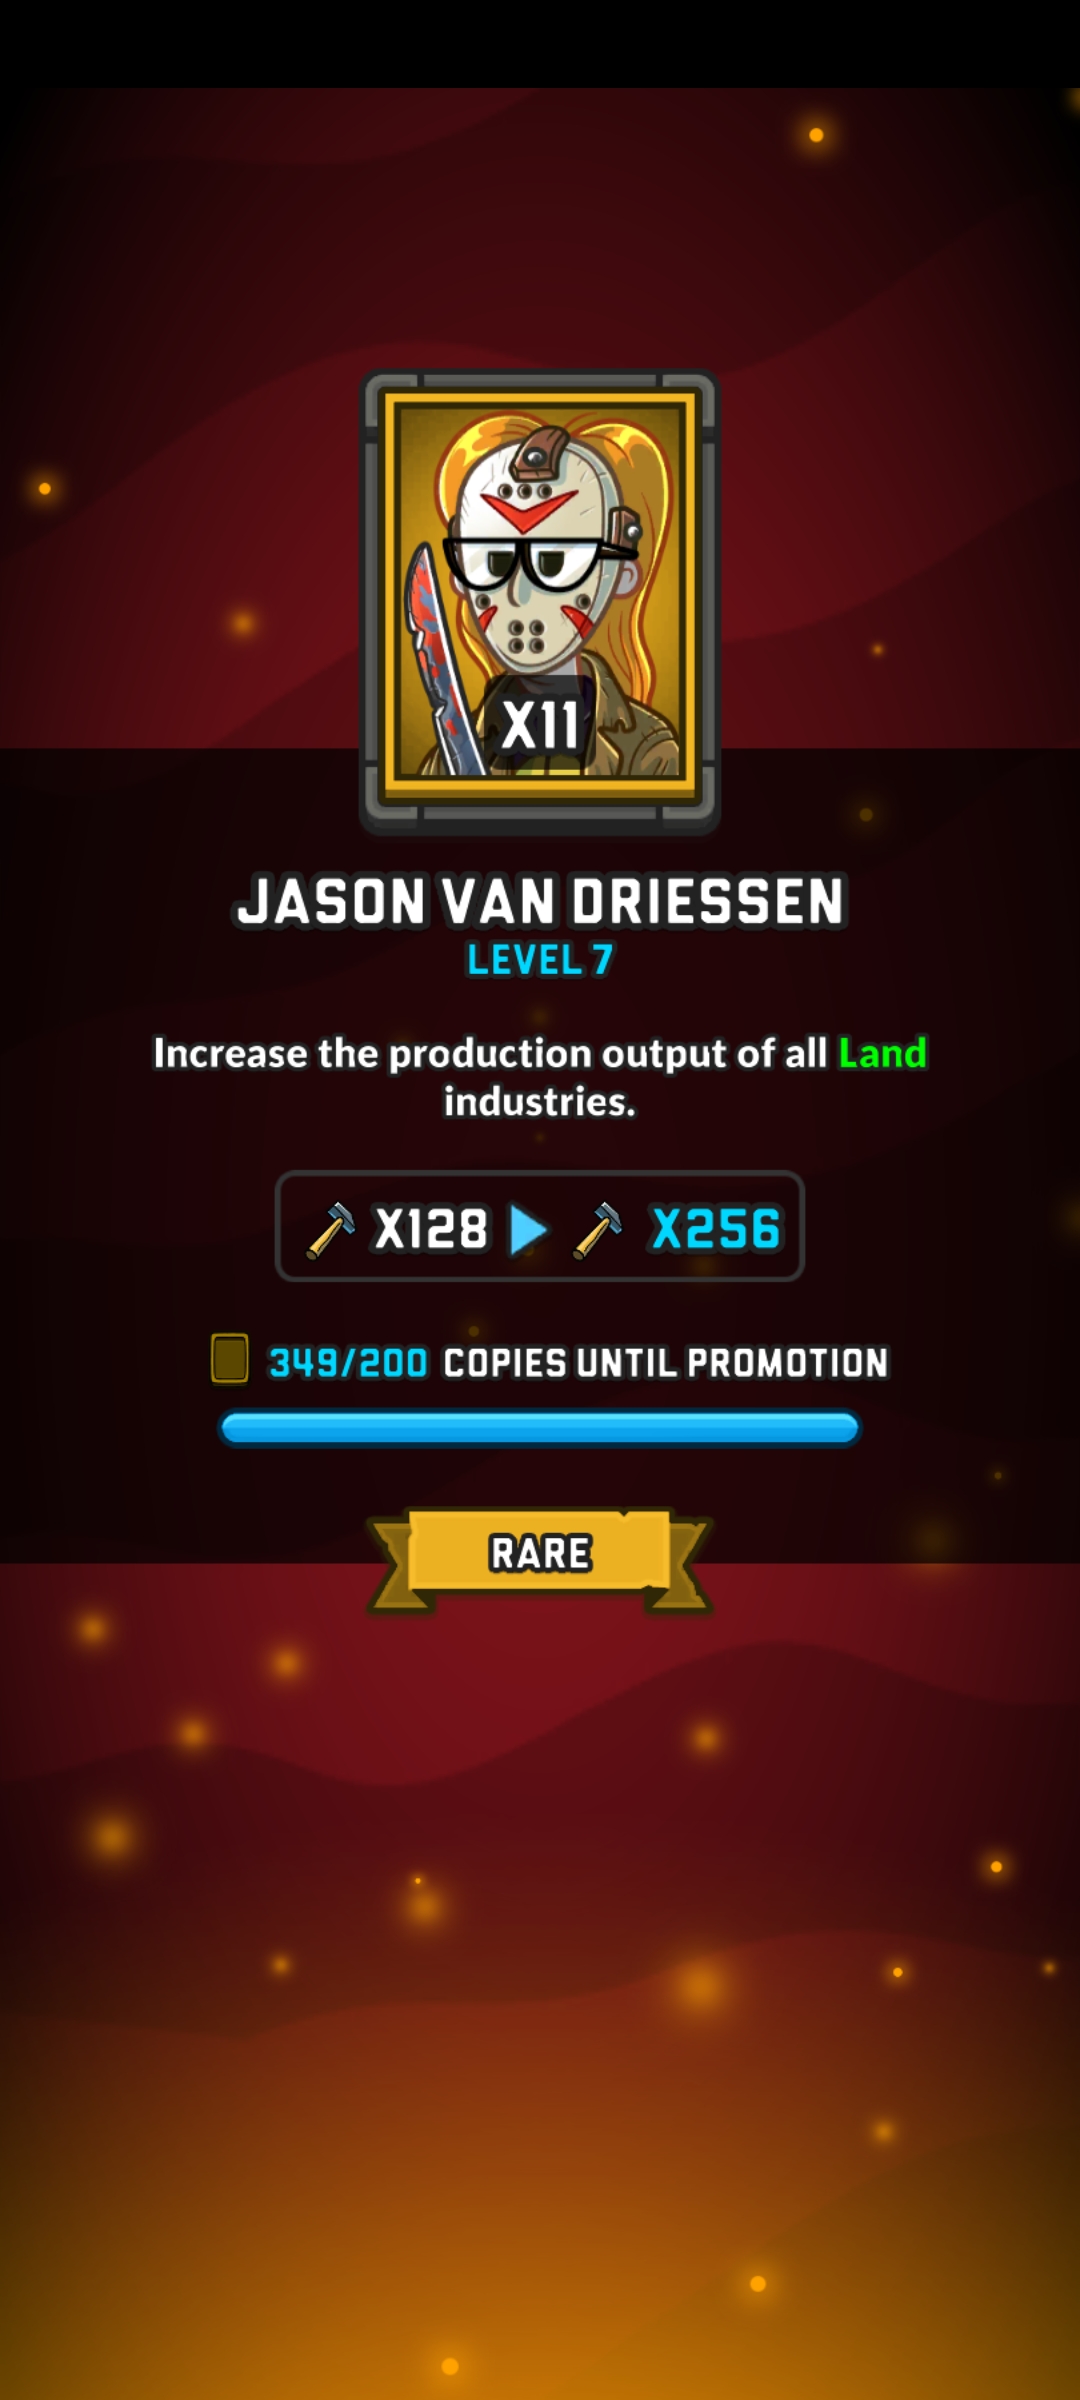 X11
JASON VAN DRIESSEN
LEVEL 7
Increase the production output of all Land
industries.
X128 X256
349/200 COPIES UNTIL PROMOTION
RARE